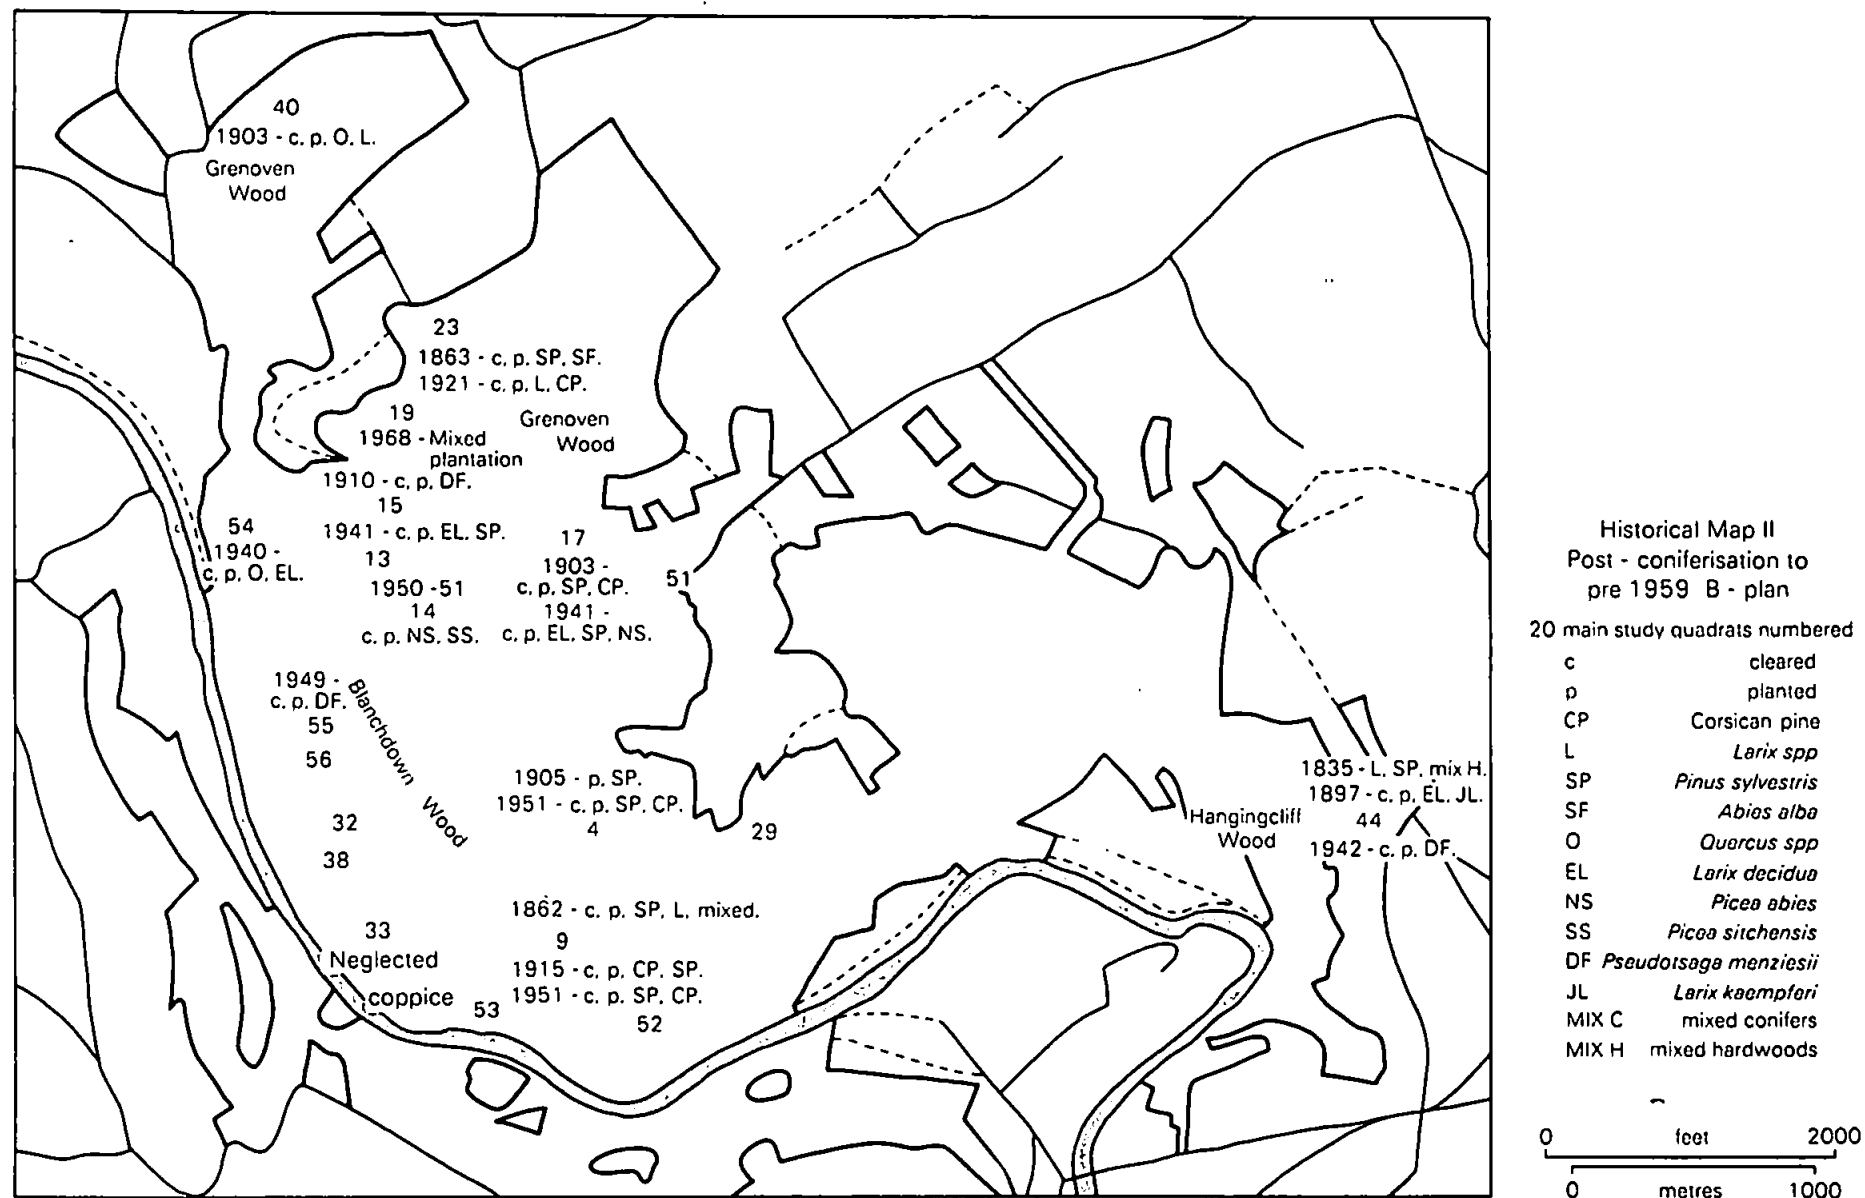 40
1903 - c. p. O. L.
Grenoven
Wood
23
1863 - c. p. SP. SF.
1921 - c. p. L. CP.
19
1968 - Mixed
plantation
Grenoven
Wood
1910 - c. p. DF.
15
1941 - c. p. EL. SP.
13
1950 - 51
14
c. p. NS. SS.
17
1903 -
c. p. SP. CP.
1941 -
c. p. EL. SP. NS.
51
54
1940 -
c. p. O. EL.
1949 -
c. p. DF.
55
56
Blanchdown Wood
32
38
1905 - p. SP.
1951 - c. p. SP. CP.
4
29
33
Neglected
coppice
53
1862 - c. p. SP. L. mixed.
9
1915 - c. p. CP. SP.
1951 - c. p. SP. CP.
52
Hangingcliff
Wood
1835 - L. SP. mix H.
1897 - c. p. EL. JL.
44
1942 - c. p. DF.
Historical Map II
Post - coniferisation to
pre 1959 B - plan
20 main study quadrats numbered
c cleared
p planted
CP Corsican pine
L Larix spp
SP Pinus sylvestris
SF Abies alba
O Quercus spp
EL Larix decidua
NS Picea abies
SS Picea sitchensis
DF Pseudotsaga menziesii
JL Larix kaempferi
MIX C mixed conifers
MIX H mixed hardwoods
0 feet 2000
0 metres 1000